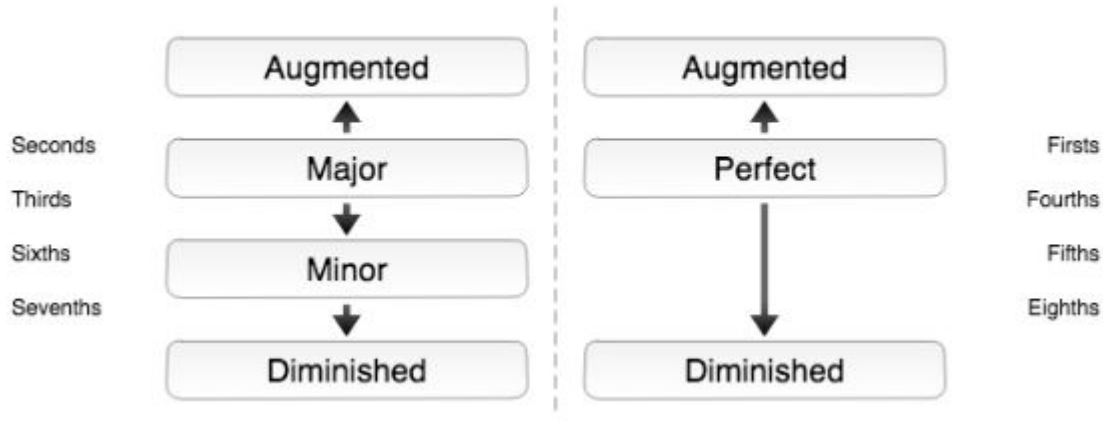 Augmented
Augmented
Seconds
Major
Perfect
Firsts
Thirds
Fourths
Sixths
Minor
Fifths
Sevenths
Eighths
Diminished
Diminished